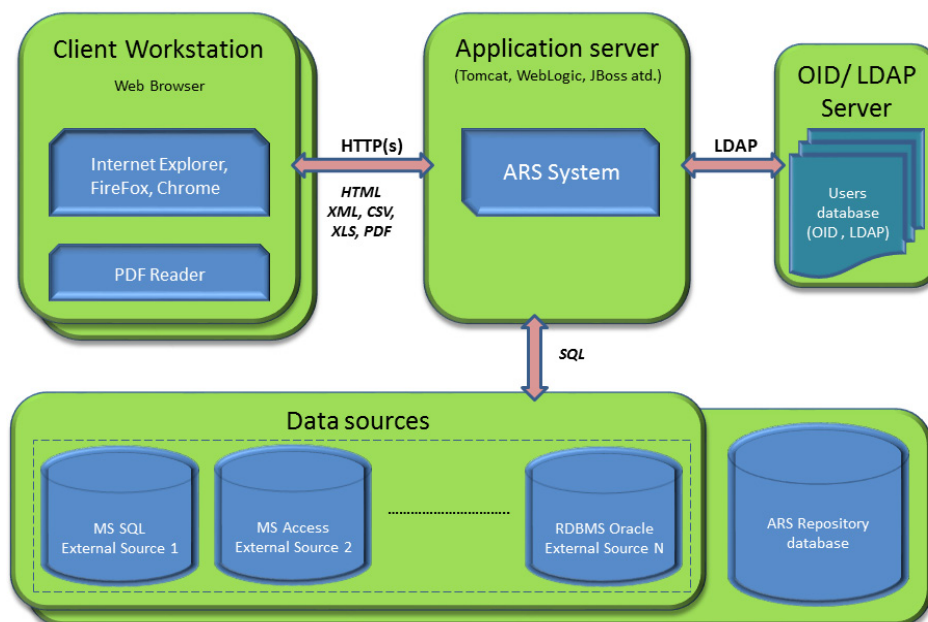 Client Workstation
Web Browser
Internet Explorer,
FireFox, Chrome
PDF Reader
HTTP(s)
HTML
XML, CSV,
XLS, PDF
Application server
(Tomcat, WebLogic, JBoss atd.)
ARS System
LDAP
OID/ LDAP
Server
Users
database
(OID , LDAP)
SQL
Data sources
MS SQL
External Source 1
MS Access
External Source 2
RDBMS Oracle
External Source N
ARS Repository
database